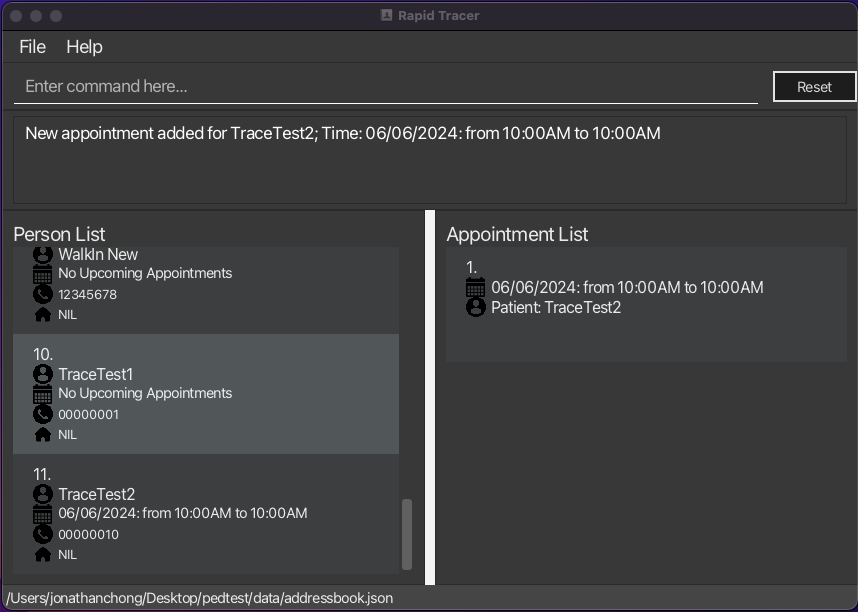 Rapid Tracer
File Help
Enter command here...
Reset
New appointment added for TraceTest2; Time: 06/06/2024: from 10:00AM to 10:00AM
Person List
WalkIn New
No Upcoming Appointments
12345678
NIL
10.
TraceTest1
No Upcoming Appointments
00000001
NIL
11.
TraceTest2
06/06/2024: from 10:00AM to 10:00AM
00000010
NIL
Appointment List
1.
06/06/2024: from 10:00AM to 10:00AM
Patient: TraceTest2
/Users/jonathanchong/Desktop/pedtest/data/addressbook.json